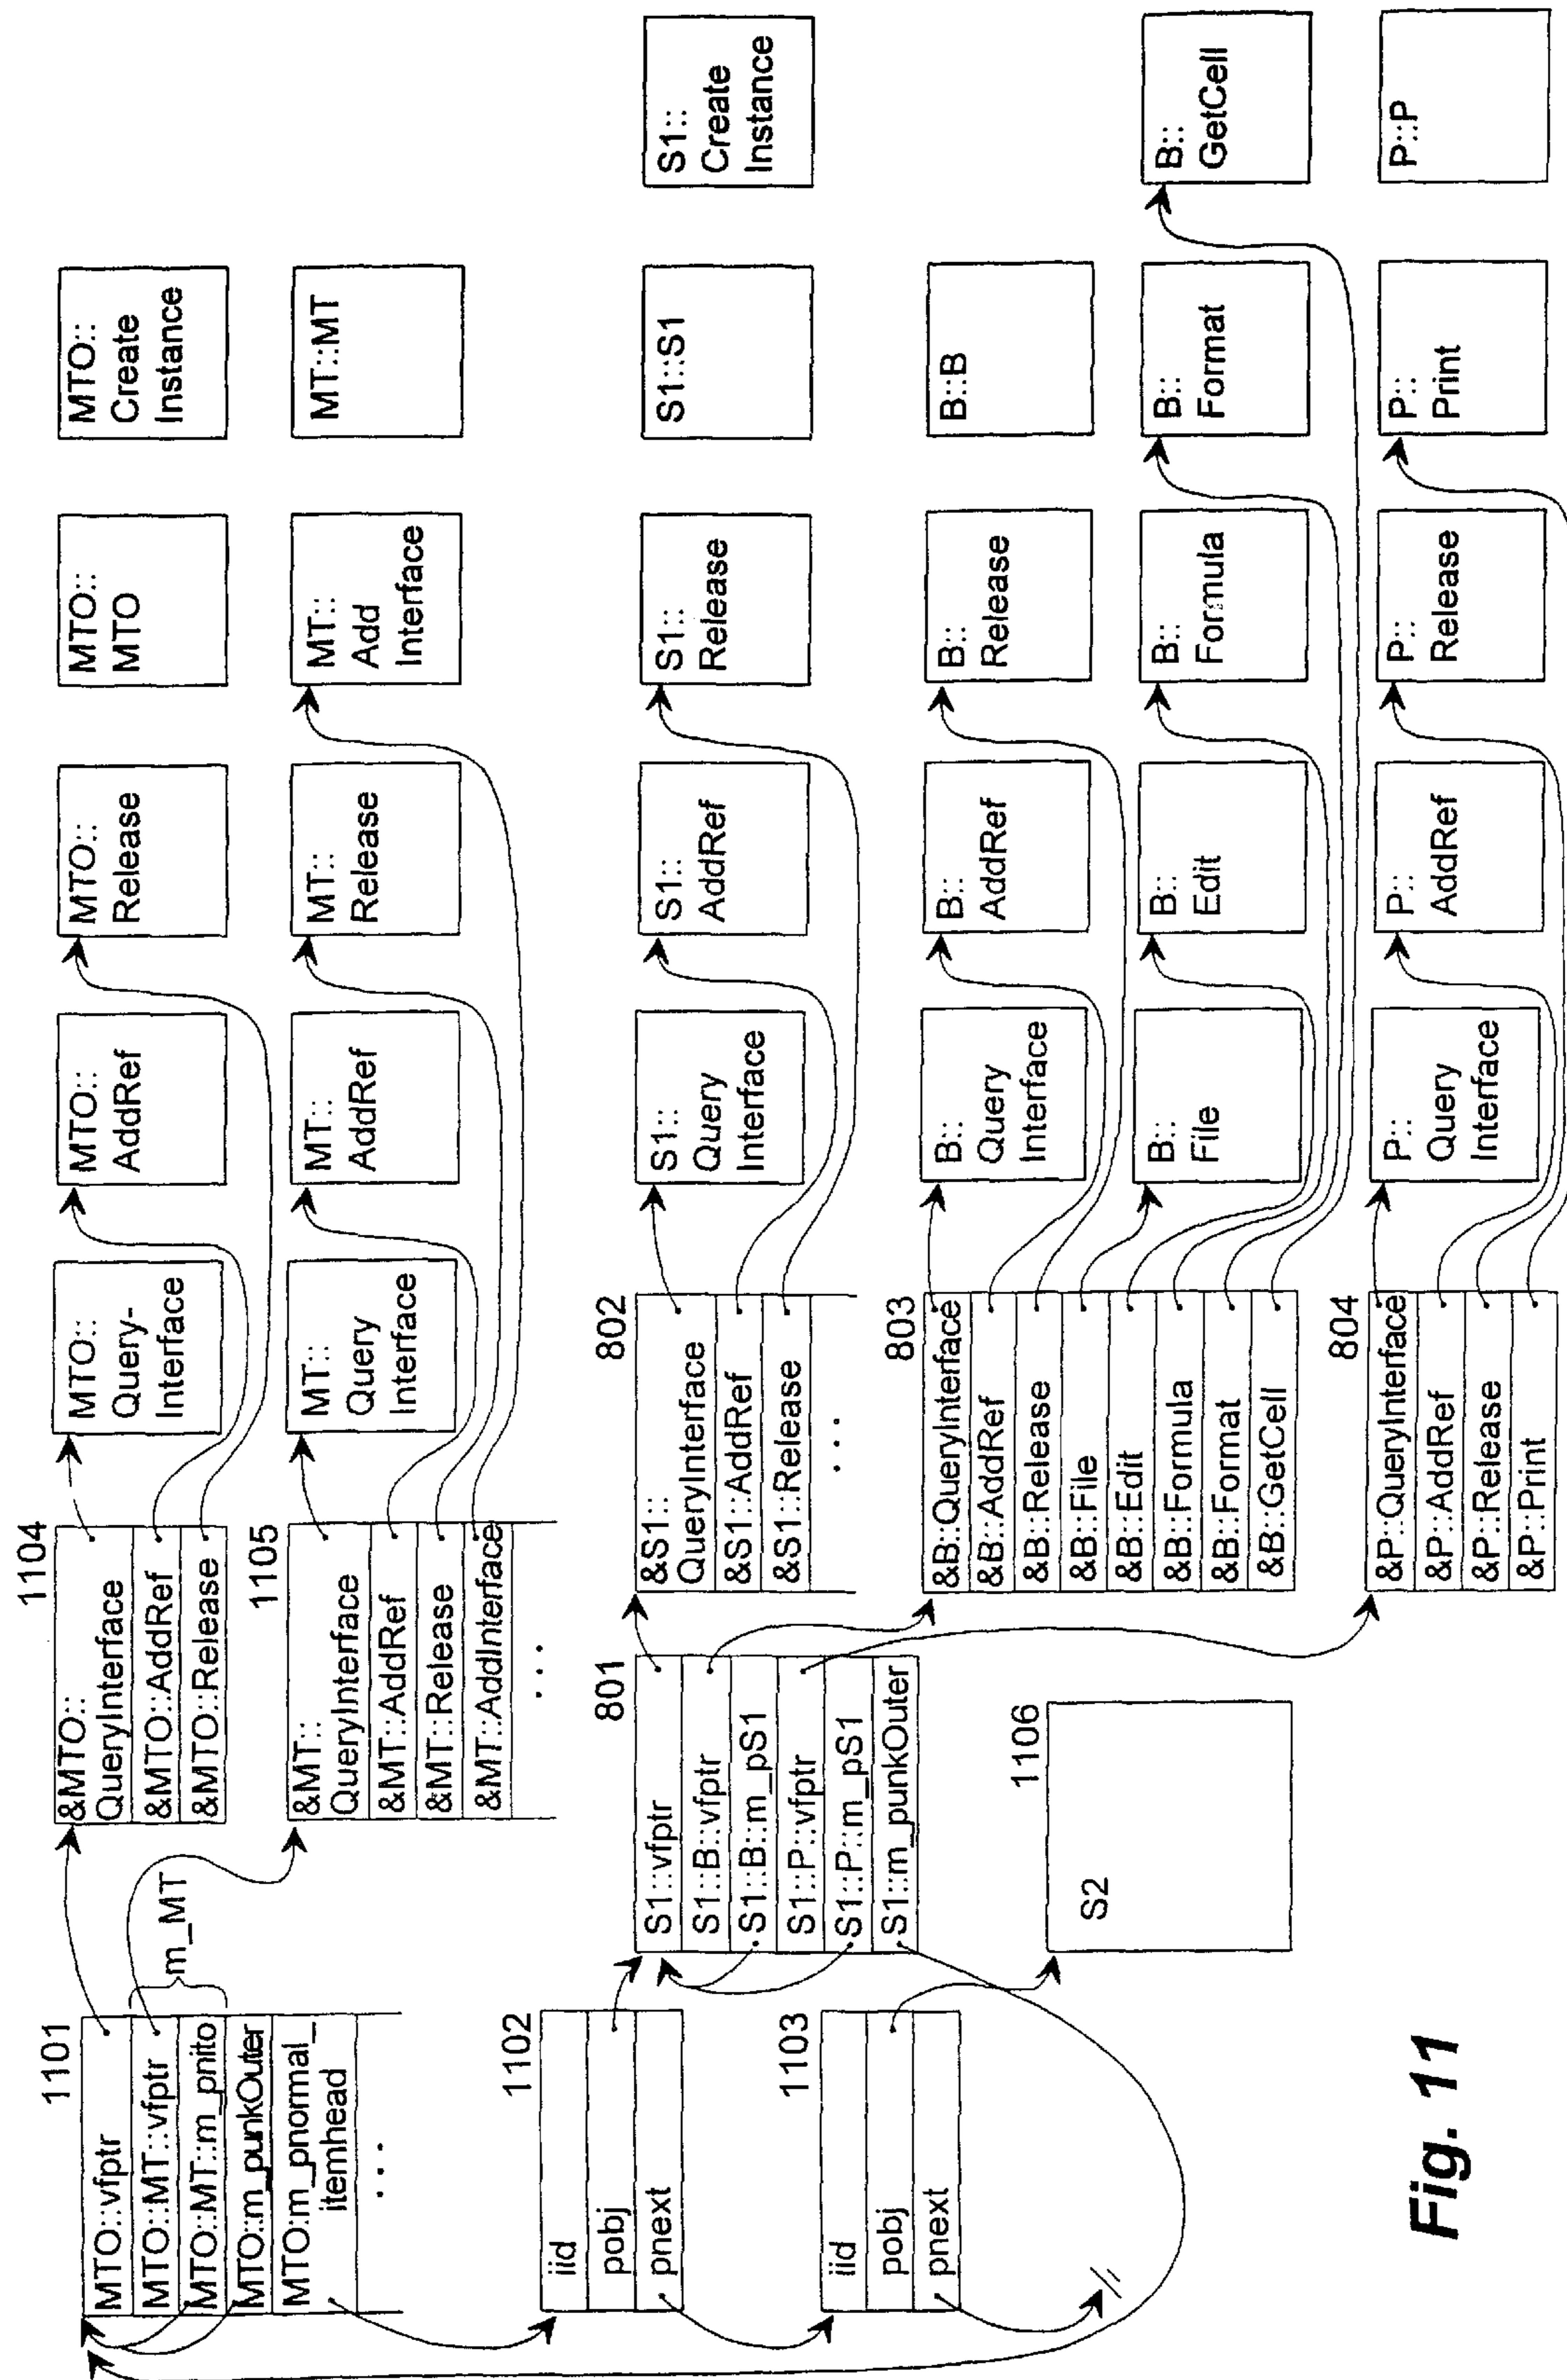 1101
MTO::vfptr
MTO::MT::vfptr
MTO::MT::m_pnito
MTO::m_punkOuter
MTO:m_pnormal_
itemhead
...
m_MT
1102
iid
pobj
pnext
1103
iid
pobj
pnext
1104
&MTO::
QueryInterface
&MTO::AddRef
&MTO::Release
1105
&MT::
QueryInterface
&MT::AddRef
&MT::Release
&MT::AddInterface
...
801
S1::vfptr
S1::B::vfptr
S1::B::m_pS1
S1::P::vfptr
S1::P::m_pS1
S1::m_punkOuter
1106
S2
802
&S1::
QueryInterface
&S1::AddRef
&S1::Release
...
803
&B::QueryInterface
&B::AddRef
&B::Release
&B::File
&B::Edit
&B::Formula
&B::Format
&B::GetCell
804
&P::QueryInterface
&P::AddRef
&P::Release
&P::Print
MTO::
Query-
Interface
MTO::
AddRef
MTO::
Release
MTO::
MTO
MTO::
Create
Instance
MT::
Query
Interface
MT::
AddRef
MT::
Release
MT::
Add
Interface
MT::MT
S1::
Query
Interface
S1::
AddRef
S1::
Release
S1::S1
S1::
Create
Instance
B::
Query
Interface
B::
AddRef
B::
Release
B::B
B::
File
B::
Edit
B::
Formula
B::
Format
B::
GetCell
P::
Query
Interface
P::
AddRef
P::
Release
P::
Print
P::P
Fig. 11